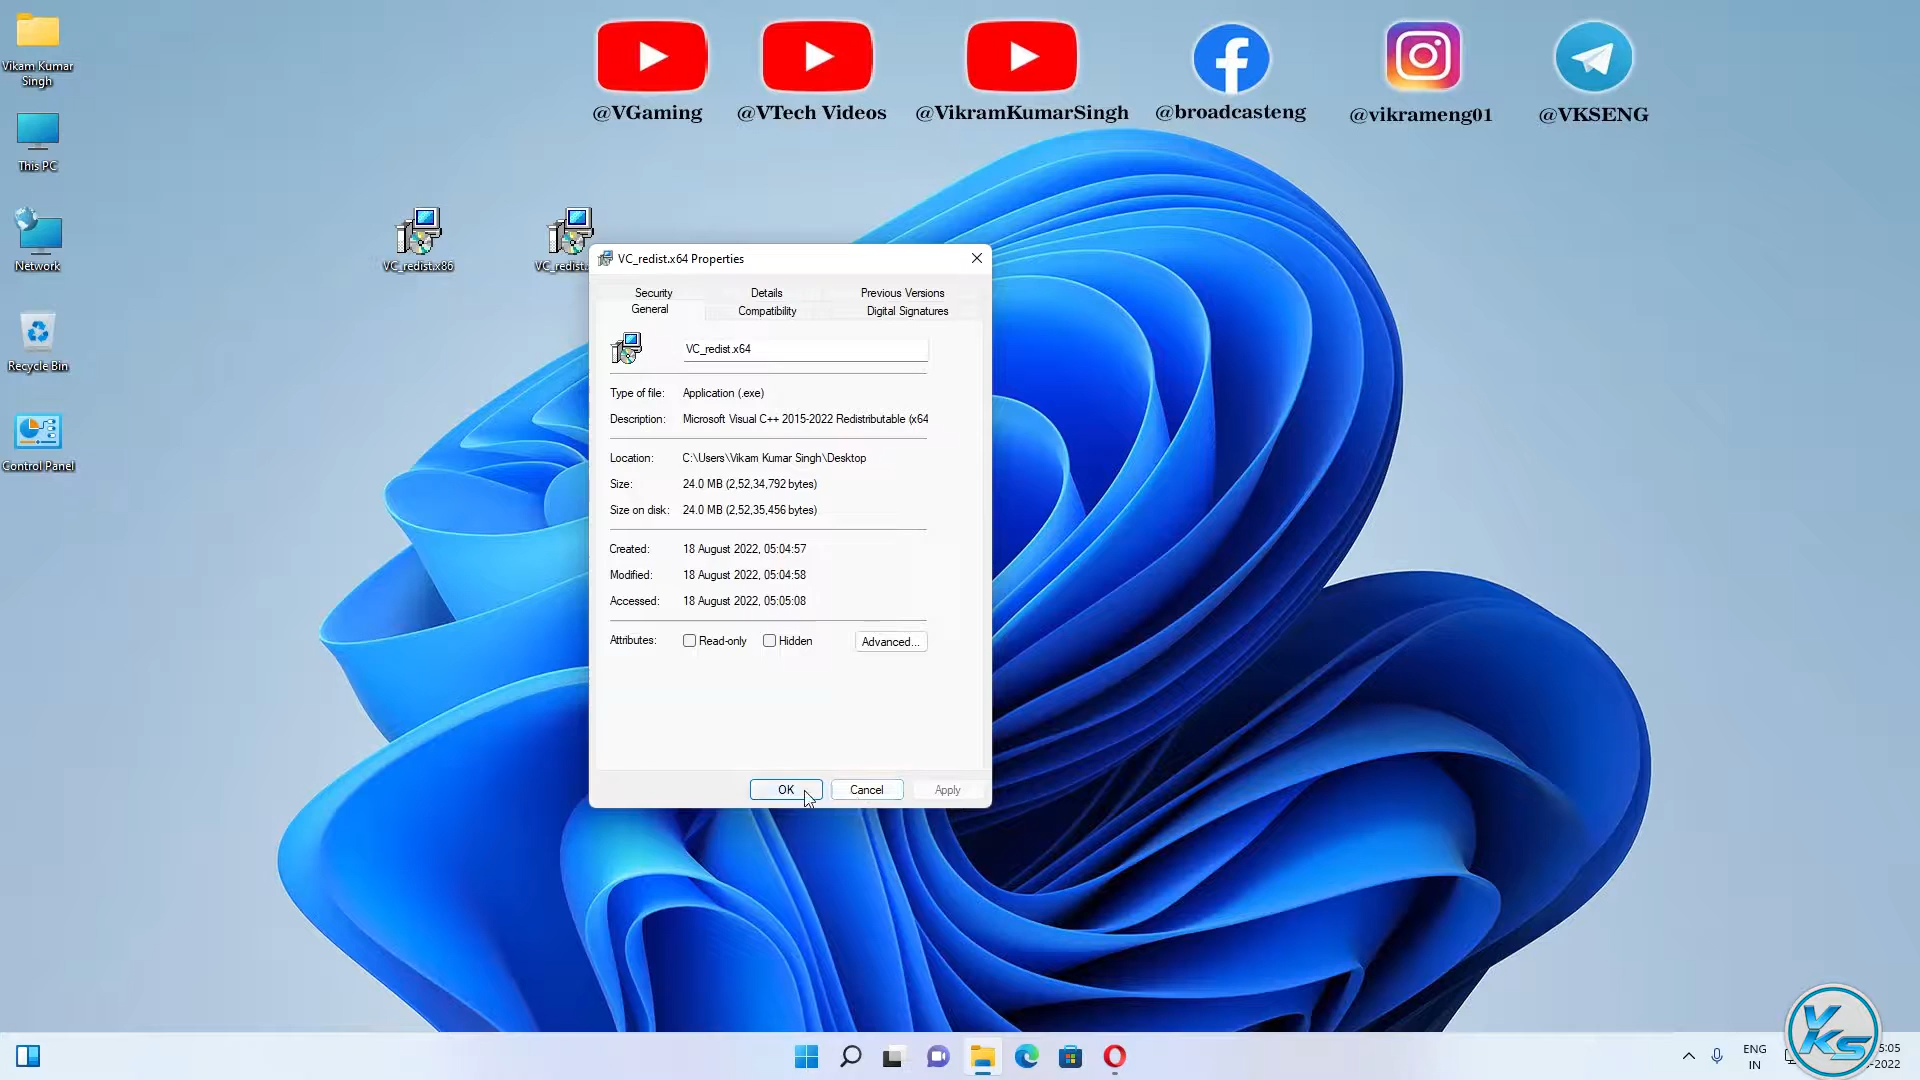 @VGaming
@VTech Videos
@VikramKumarSingh
@broadcasteng
@vikrameng01
@VKSENG
Vikam Kumar
Singh
This PC
Network
Recycle Bin
Control Panel
VC_redist.x86
VC_redist.
VC_redist.x64 Properties
Security
Details
Previous Versions
General
Compatibility
Digital Signatures
VC_redist.x64
Type of file: Application (.exe)
Description: Microsoft Visual C++ 2015-2022 Redistributable (x64
Location: C:\Users\Vikam Kumar Singh\Desktop
Size: 24.0 MB (2,52,34,792 bytes)
Size on disk: 24.0 MB (2,52,35,456 bytes)
Created: 18 August 2022, 05:04:57
Modified: 18 August 2022, 05:04:58
Accessed: 18 August 2022, 05:05:08
Attributes: Read-only Hidden Advanced...
OK Cancel Apply
ENG
IN
5:05
-2022
VKS